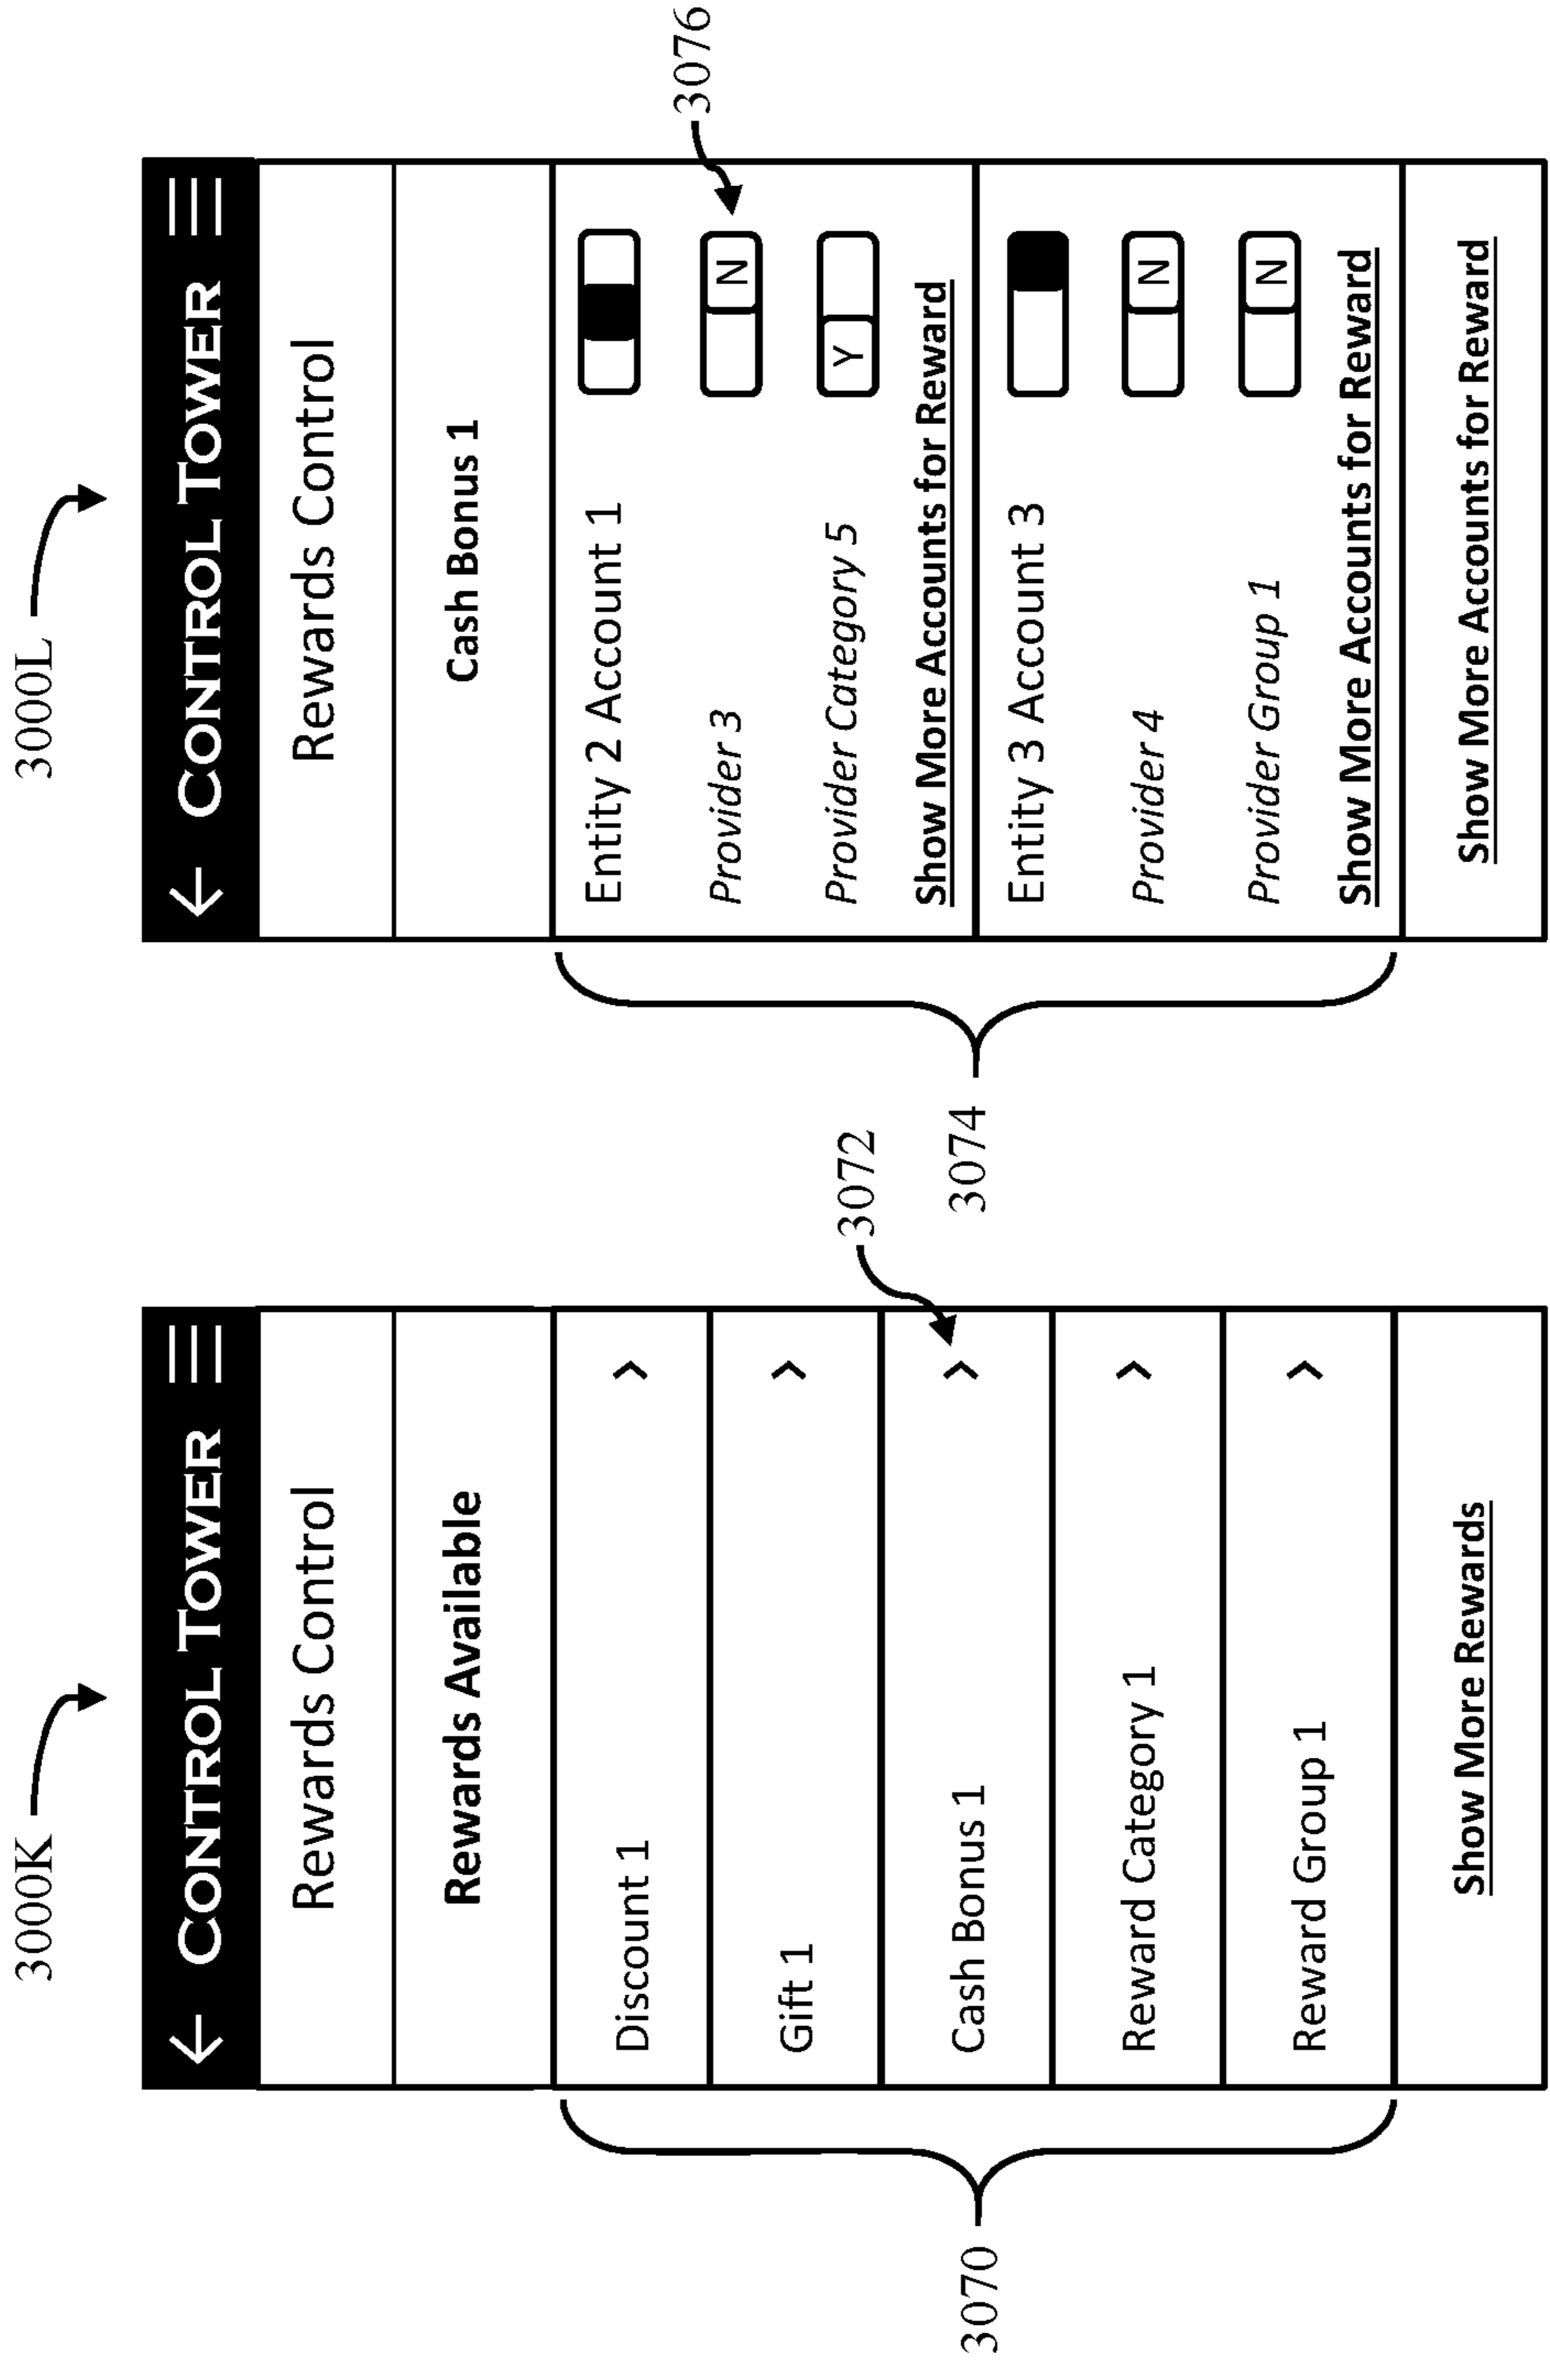 3000K
← CONTROL TOWER
Rewards Control
Rewards Available
Discount 1 >
Gift 1 >
Cash Bonus 1 >
Reward Category 1 >
Reward Group 1 >
Show More Rewards
3070
3072
3000L
← CONTROL TOWER
Rewards Control
Cash Bonus 1
Entity 2 Account 1
Provider 3 N
Provider Category 5 Y
Show More Accounts for Reward
Entity 3 Account 3
Provider 4 N
Provider Group 1 N
Show More Accounts for Reward
Show More Accounts for Reward
3074
3076